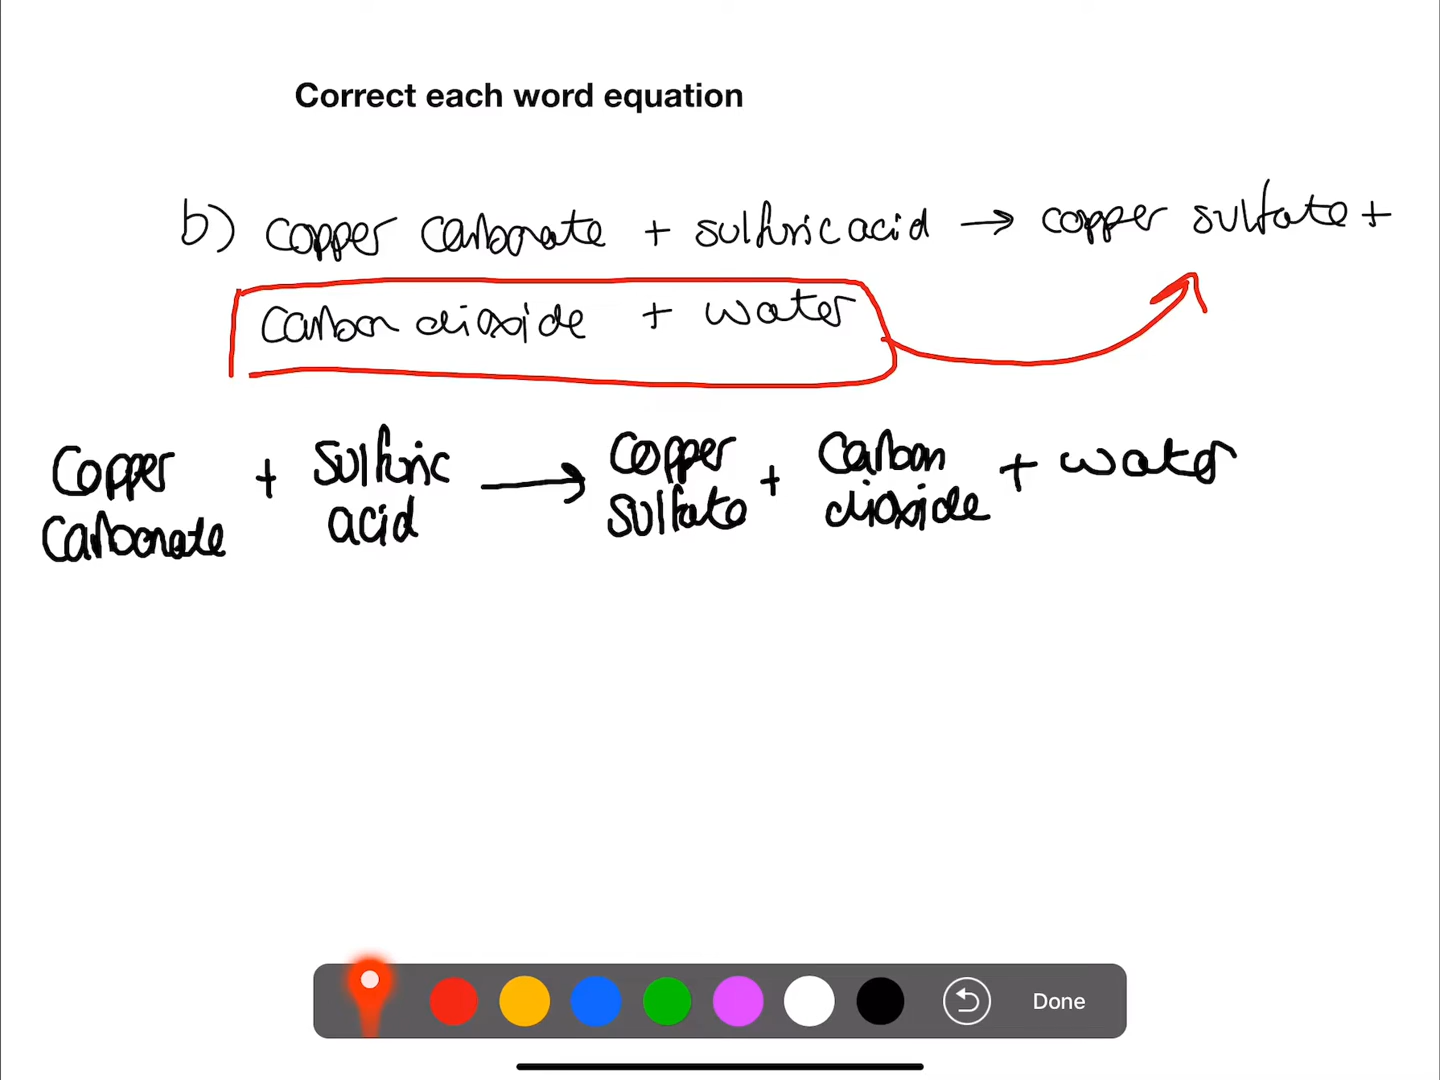 Correct each word equation
b) copper carbonate + sulfuric acid → copper sulfate +
carbon dioxide + water
Copper + sulfuric → copper + carbon + water
carbonate acid sulfate dioxide
Done